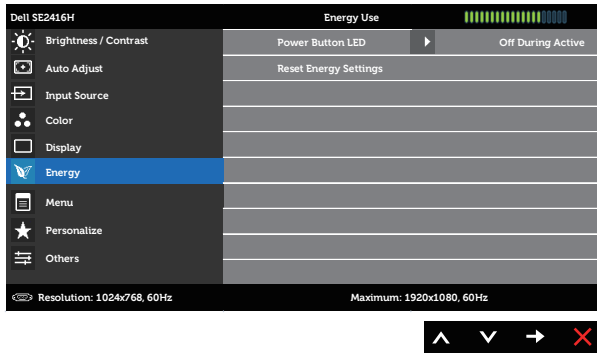 Dell SE2416H Energy Use
Brightness / Contrast
Power Button LED Off During Active
Auto Adjust
Reset Energy Settings
Input Source
Color
Display
Energy
Menu
Personalize
Others
Resolution: 1024x768, 60Hz Maximum: 1920x1080, 60Hz